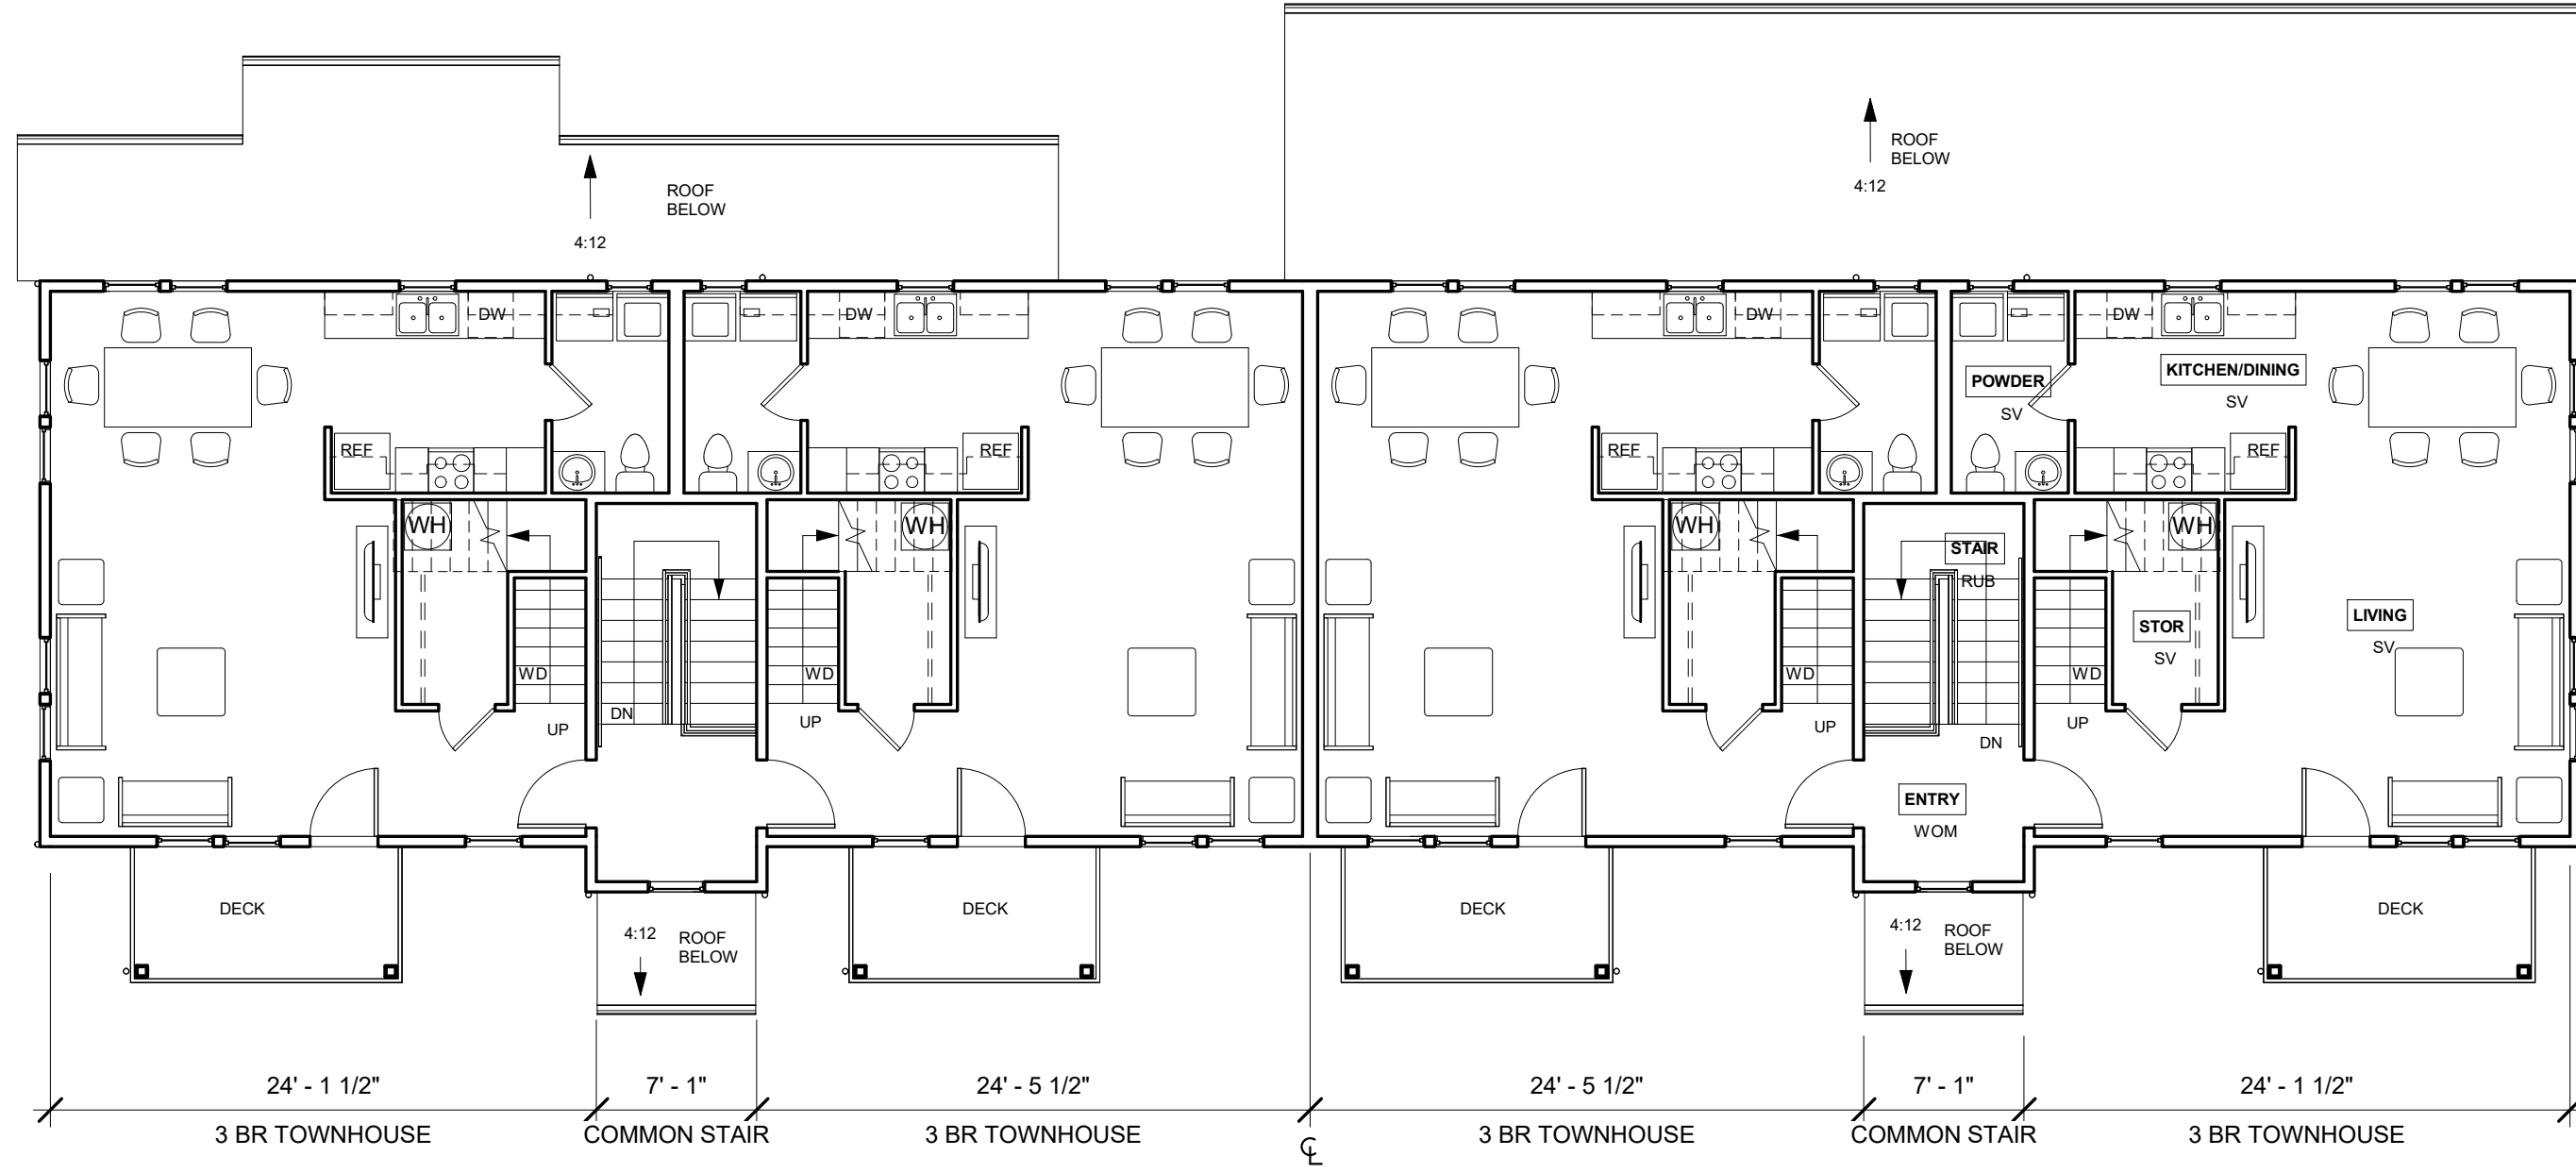 ROOF
BELOW
4:12
ROOF
BELOW
4:12
DW
DW
DW
DW
POWDER
SV
KITCHEN/DINING
SV
REF
REF
REF
REF
WH
WH
WH
WH
STAIR
RUB
STOR
SV
LIVING
SV
WD
WD
WD
WD
DN
UP
UP
UP
DN
UP
ENTRY
WOM
DECK
DECK
DECK
DECK
4:12
ROOF
BELOW
4:12
ROOF
BELOW
24' - 1 1/2"
7' - 1"
24' - 5 1/2"
24' - 5 1/2"
7' - 1"
24' - 1 1/2"
3 BR TOWNHOUSE
COMMON STAIR
3 BR TOWNHOUSE
3 BR TOWNHOUSE
COMMON STAIR
3 BR TOWNHOUSE
℄